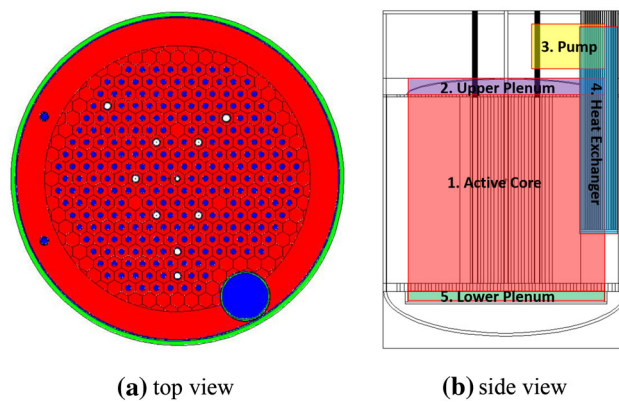 3. Pump
2. Upper Plenum
4. Heat Exchanger
1. Active Core
5. Lower Plenum
(a) top view
(b) side view